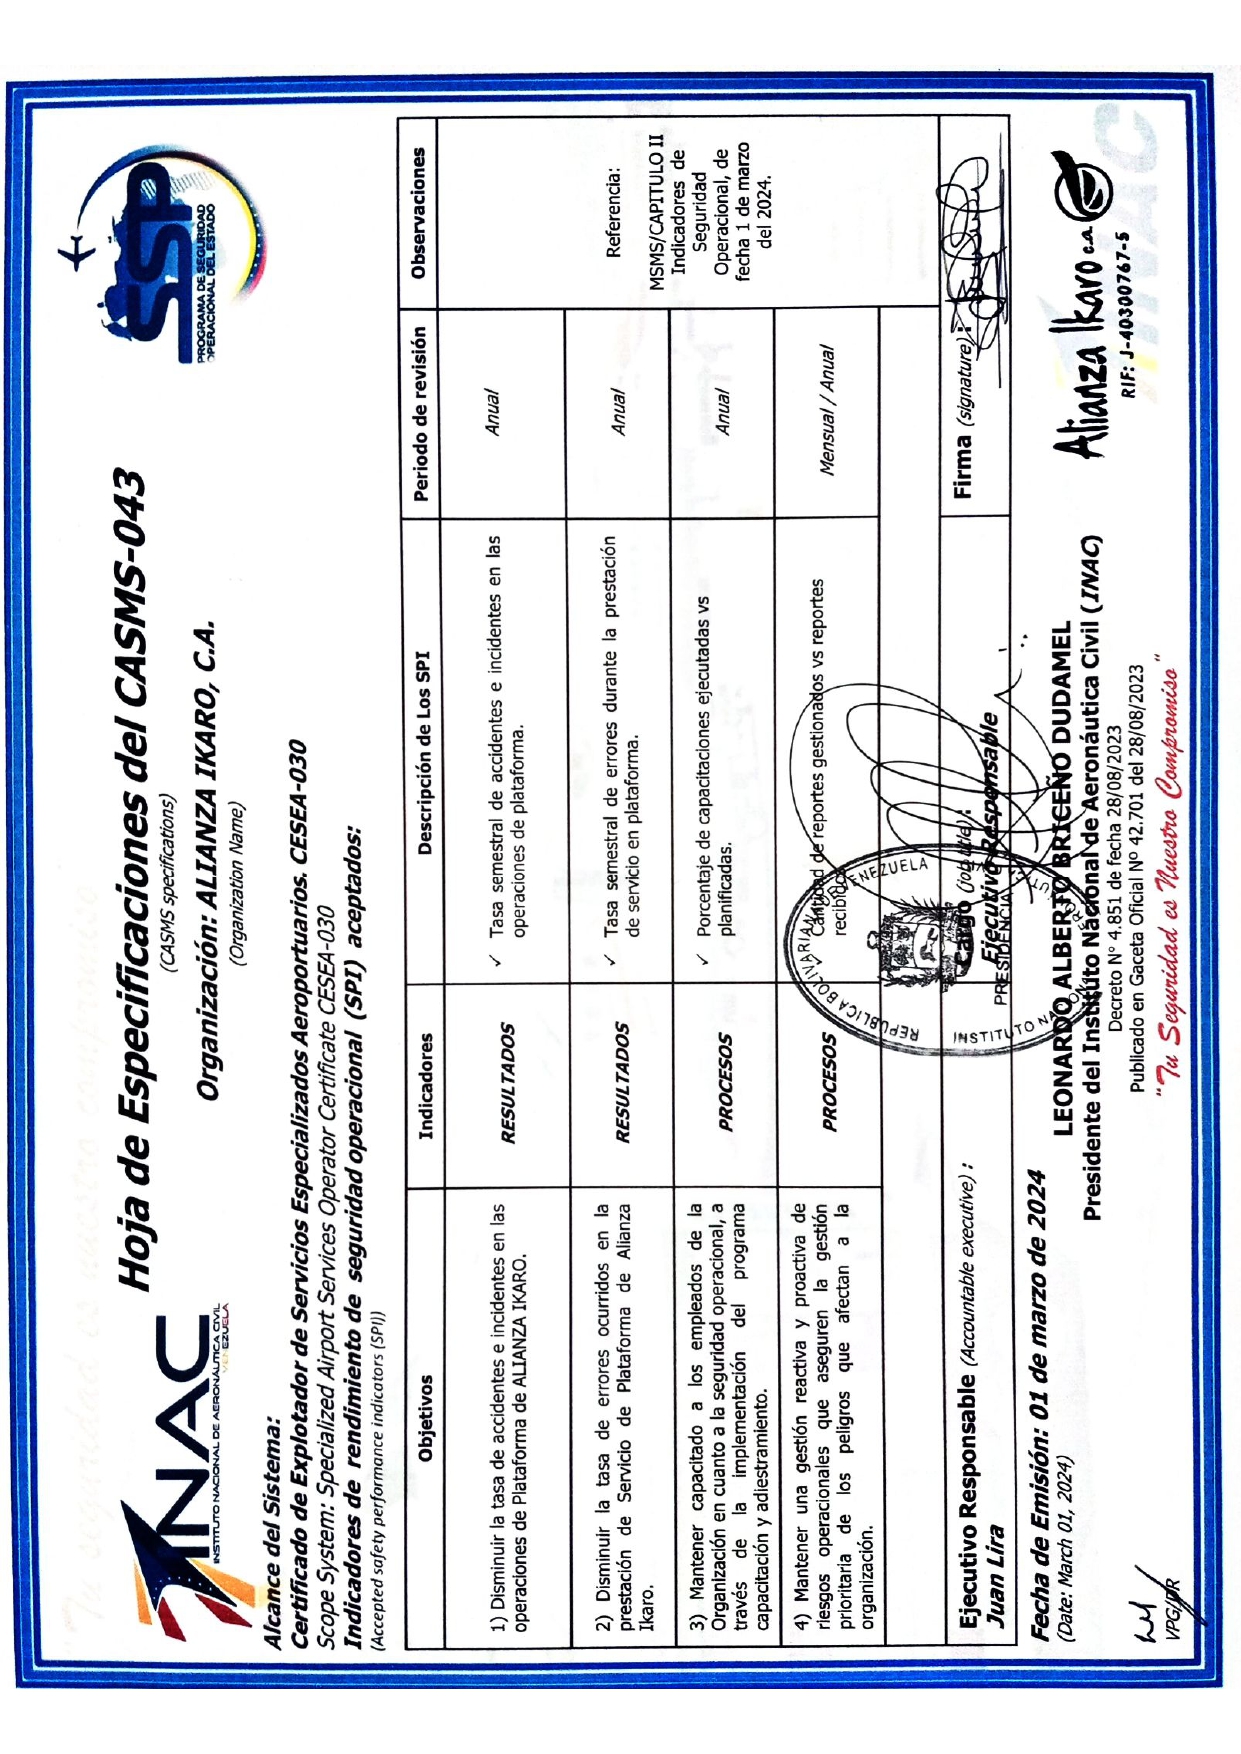 "Tu seguridad es nuestro compromiso
INAC
INSTITUTO NACIONAL DE AERONÁUTICA CIVIL
VENEZUELA
Hoja de Especificaciones del CASMS-043
(CASMS specifications)
Organización: ALIANZA IKARO, C.A.
(Organization Name)
SSP
PROGRAMA DE SEGURIDAD
OPERACIONAL DEL ESTADO
Alcance del Sistema:
Certificado de Explotador de Servicios Especializados Aeroportuarios. CESEA-030
Scope System: Specialized Airport Services Operator Certificate CESEA-030
Indicadores de rendimiento de seguridad operacional (SPI) aceptados:
(Accepted safety performance indicators (SPI))
Objetivos
Indicadores
Descripción de Los SPI
Periodo de revisión
Observaciones
1) Disminuir la tasa de accidentes e incidentes en las
operaciones de Plataforma de ALIANZA IKARO.
RESULTADOS
✓ Tasa semestral de accidentes e incidentes en las
operaciones de plataforma.
Anual
2) Disminuir la tasa de errores ocurridos en la
prestación de Servicio de Plataforma de Alianza
Ikaro.
RESULTADOS
✓ Tasa semestral de errores durante la prestación
de servicio en plataforma.
Anual
3) Mantener capacitado a los empleados de la
Organización en cuanto a la seguridad operacional, a
través de la implementación del programa
capacitación y adiestramiento.
PROCESOS
✓ Porcentaje de capacitaciones ejecutadas vs
planificadas.
Anual
4) Mantener una gestión reactiva y proactiva de
riesgos operacionales que aseguren la gestión
prioritaria de los peligros que afectan a la
organización.
PROCESOS
✓ Cantidad de reportes gestionados vs reportes
recibidos.
Mensual / Anual
Referencia:
MSMS/CAPITULO II
Indicadores de
Seguridad
Operacional, de
fecha 1 de marzo
del 2024.
REPUBLICA BOLIVARIANA DE VENEZUELA
INSTITUTO NACIONAL AERONAUTICA
PRESIDENCIA
Ejecutivo Responsable (Accountable executive) :
Juan Lira
Cargo (job title):
Ejecutivo Responsable
Firma (signature):
Fecha de Emisión: 01 de marzo de 2024
(Date: March 01, 2024)
LEONARDO ALBERTO BRICEÑO DUDAMEL
Presidente del Instituto Nacional de Aeronáutica Civil (INAC)
Decreto N° 4.851 de fecha 28/08/2023
Publicado en Gaceta Oficial Nº 42.701 del 28/08/2023
"Tu Seguridad es Nuestro Compromiso"
VPG/DR
Alianza Ikaro c.a.
RIF: J-40300767-5
INAC